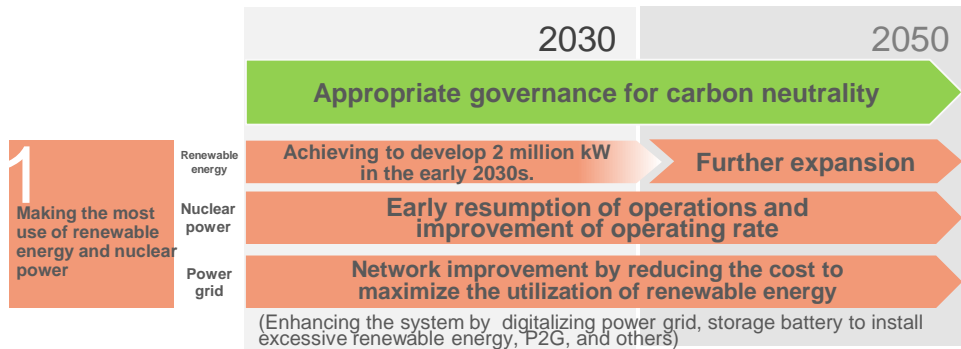 2030
2050
Appropriate governance for carbon neutrality
1
Making the most
use of renewable
energy and nuclear
power
Renewable
energy
Achieving to develop 2 million kW
in the early 2030s.
Further expansion
Nuclear
power
Early resumption of operations and
improvement of operating rate
Power
grid
Network improvement by reducing the cost to
maximize the utilization of renewable energy
(Enhancing the system by digitalizing power grid, storage battery to install
excessive renewable energy, P2G, and others)